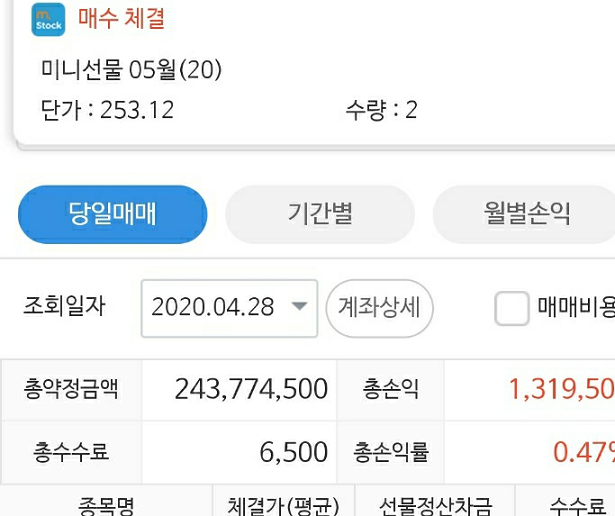 m.Stock 매수 체결
미니선물 05월(20)
단가 : 253.12 수량 : 2
당일매매 기간별 월별손익
조회일자 2020.04.28 계좌상세 매매비용
총약정금액 243,774,500 총손익 1,319,50
총수수료 6,500 총손익률 0.47%
종목명 체결가(평균) 선물정산차금 수수료